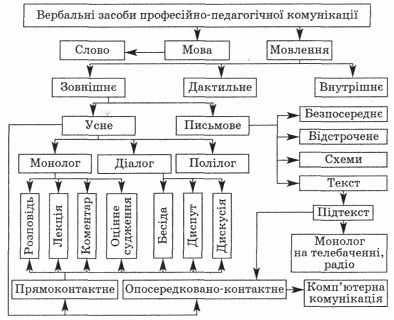 Вербальні засоби професійно-педагогічної комунікації
Слово
Мова
Мовлення
Зовнішнє
Дактильне
Внутрішнє
Усне
Письмове
Безпосереднє
Відстрочене
Схеми
Текст
Монолог
Діалог
Полілог
Розповідь
Лекція
Коментар
Оцінне
судження
Бесіда
Диспут
Дискусія
Підтекст
Монолог
на телебаченні,
радіо
Прямоконтактне
Опосередковано-контактне
Комп’ютерна
комунікація